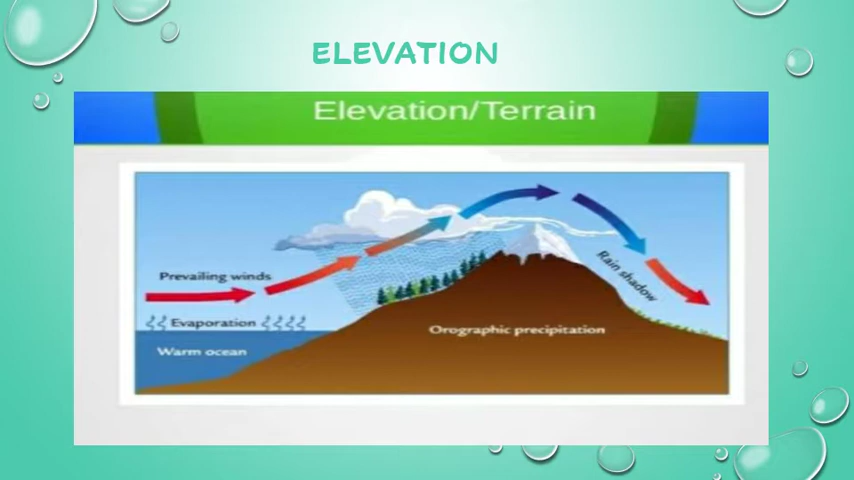 ELEVATION
Elevation/Terrain
Prevailing winds
Evaporation
Warm ocean
Orographic precipitation
Rain shadow